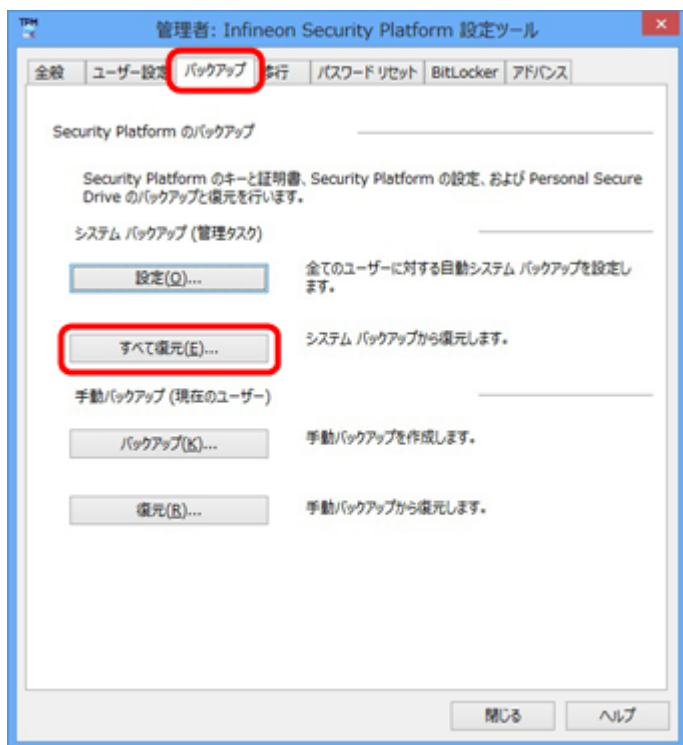 TPM
管理者: Infineon Security Platform 設定ツール
全般 ユーザー設定 バックアップ 移行 パスワード リセット BitLocker アドバンス
Security Platform のバックアップ
Security Platform のキーと証明書、Security Platform の設定、および Personal Secure
Drive のバックアップと復元を行います。
システム バックアップ (管理タスク)
設定(O)... 全てのユーザーに対する自動システム バックアップを設定し
ます。
すべて復元(E)... システム バックアップから復元します。
手動バックアップ (現在のユーザー)
バックアップ(K)... 手動バックアップを作成します。
復元(R)... 手動バックアップから復元します。
閉じる ヘルプ